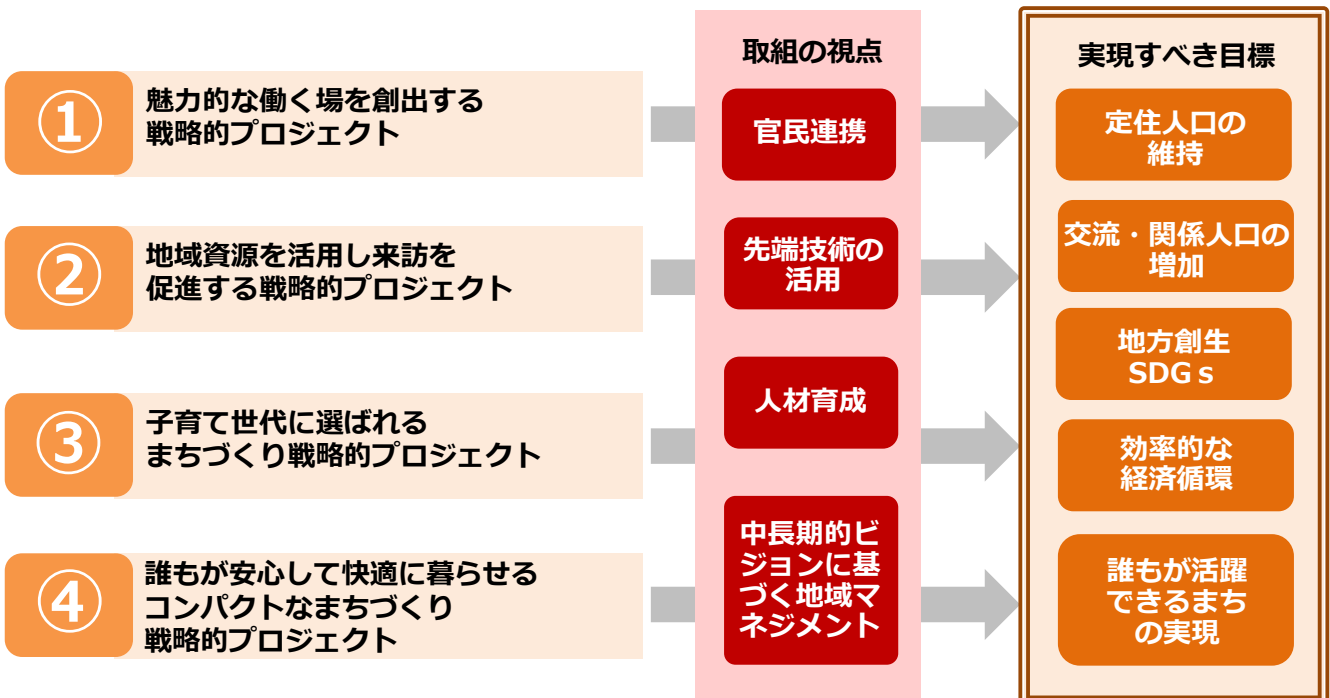 ①
魅力的な働く場を創出する
戦略的プロジェクト
②
地域資源を活用し来訪を
促進する戦略的プロジェクト
③
子育て世代に選ばれる
まちづくり戦略的プロジェクト
④
誰もが安心して快適に暮らせる
コンパクトなまちづくり
戦略的プロジェクト
取組の視点
官民連携
先端技術の
活用
人材育成
中長期的ビ
ジョンに基
づく地域マ
ネジメント
実現すべき目標
定住人口の
維持
交流・関係人口の
増加
地方創生
SDGｓ
効率的な
経済循環
誰もが活躍
できるまち
の実現